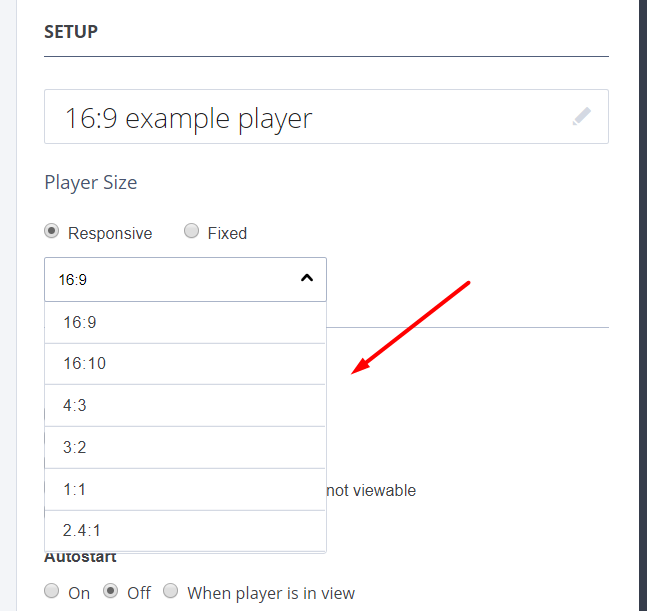 SETUP
16:9 example player
Player Size
Responsive Fixed
16:9
16:9
16:10
4:3
3:2
1:1
not viewable
2.4:1
Autostart
On Off When player is in view